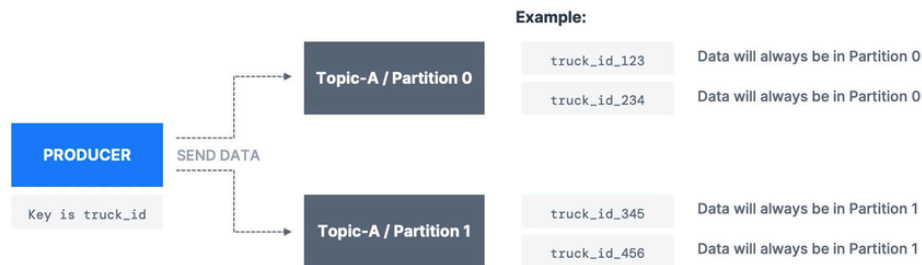 Example:
Topic-A / Partition 0
truck_id_123
Data will always be in Partition 0
truck_id_234
Data will always be in Partition 0
PRODUCER
SEND DATA
Key is truck_id
Topic-A / Partition 1
truck_id_345
Data will always be in Partition 1
truck_id_456
Data will always be in Partition 1